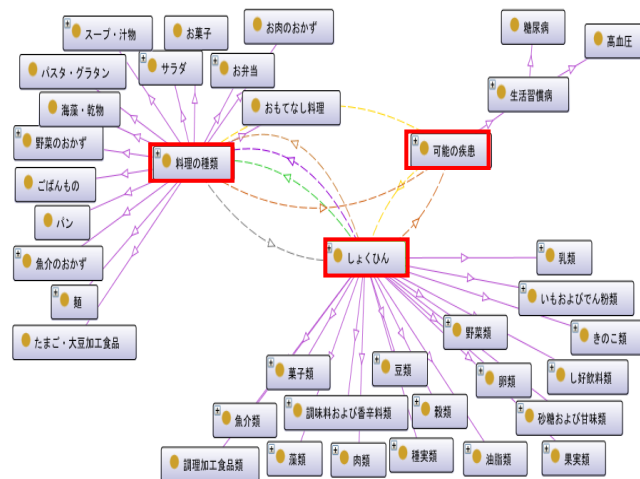 スープ・汁物
お菓子
お肉のおかず
糖尿病
高血圧
パスタ・グラタン
サラダ
お弁当
生活習慣病
海藻・乾物
おもてなし料理
野菜のおかず
料理の種類
可能の疾患
ごはんもの
パン
魚介のおかず
しょくひん
乳類
麺
いもおよびでん粉類
たまご・大豆加工食品
野菜類
きのこ類
菓子類
豆類
卵類
し好飲料類
魚介類
調味料および香辛料類
穀類
砂糖および甘味類
調理加工食品類
藻類
肉類
種実類
油脂類
果実類